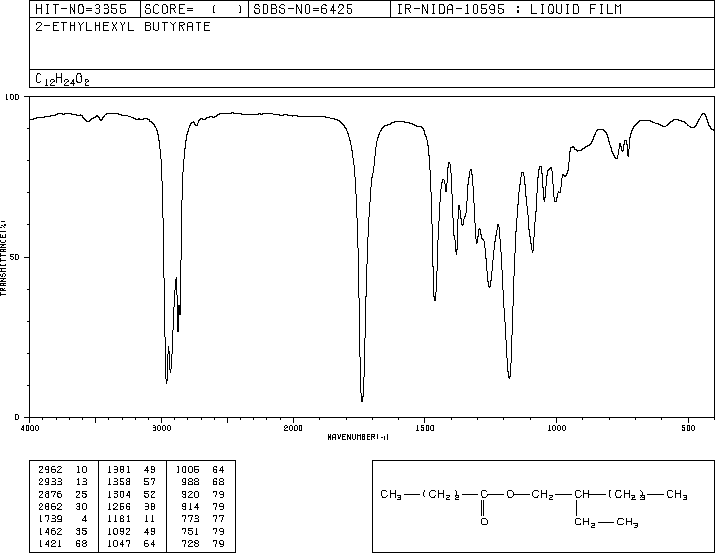 HIT-NO=3355 SCORE= ( ) SDBS-NO=6425 IR-NIDA-10595 : LIQUID FILM
2-ETHYLHEXYL BUTYRATE
C12H24O2
100
50
0
TRANSMITTANCE(%)
4000 3000 2000 1500 1000 500
WAVENUMBER(-1)
2962 10 1381 49 1006 64
2933 13 1358 57 988 68
2876 25 1304 52 920 79
2862 30 1256 38 914 79
1739 4 1181 11 773 77
1462 35 1092 49 751 79
1421 68 1047 64 728 79
CH3—(CH2)2—C—O—CH2—CH—(CH2)3—CH3
O CH2—CH3